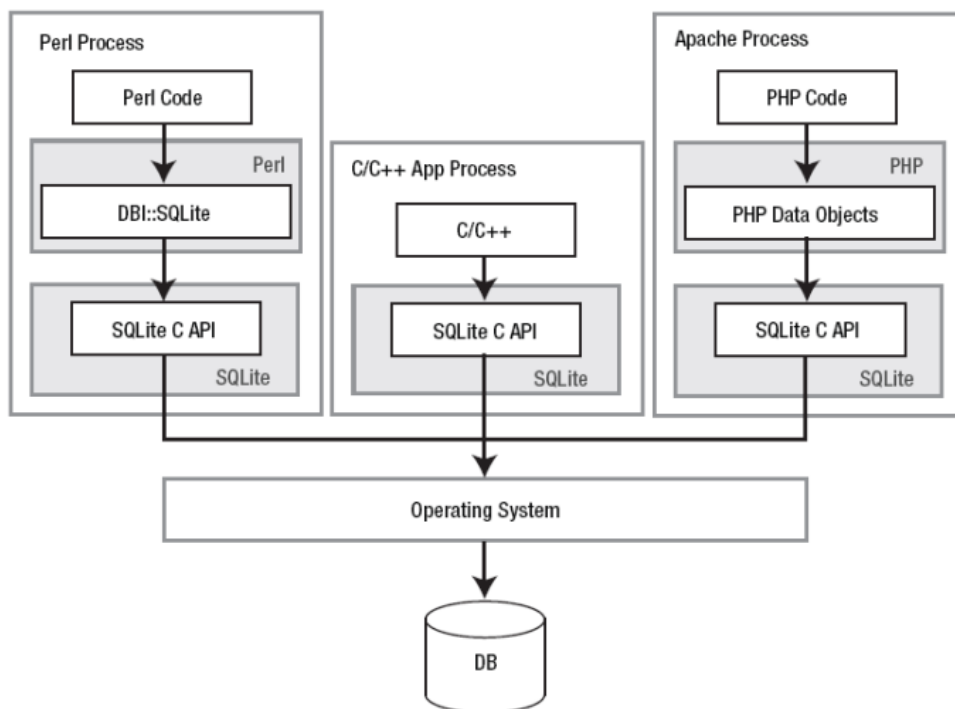 Perl Process
Perl Code
Perl
DBI::SQLite
SQLite C API
SQLite
C/C++ App Process
C/C++
SQLite C API
SQLite
Apache Process
PHP Code
PHP
PHP Data Objects
SQLite C API
SQLite
Operating System
DB